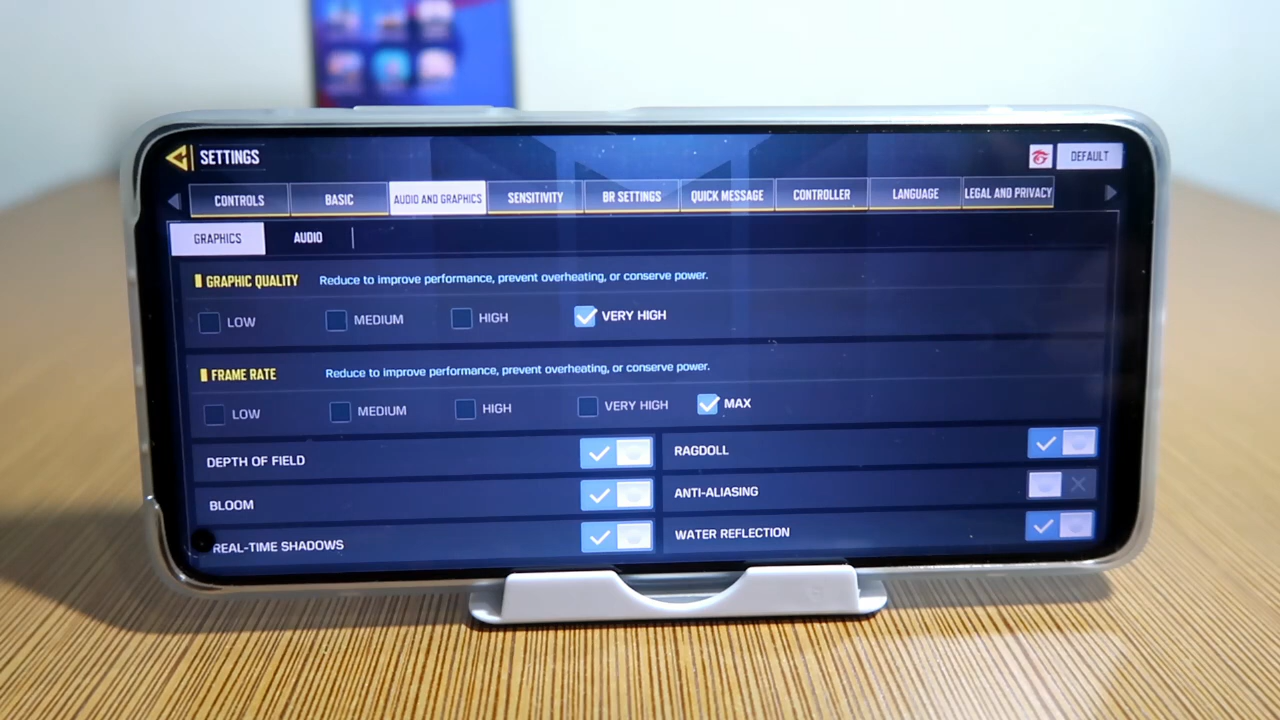 SETTINGS
DEFAULT
CONTROLS BASIC AUDIO AND GRAPHICS SENSITIVITY BR SETTINGS QUICK MESSAGE CONTROLLER LANGUAGE LEGAL AND PRIVACY
GRAPHICS AUDIO
GRAPHIC QUALITY Reduce to improve performance, prevent overheating, or conserve power.
LOW MEDIUM HIGH VERY HIGH
FRAME RATE Reduce to improve performance, prevent overheating, or conserve power.
LOW MEDIUM HIGH VERY HIGH MAX
DEPTH OF FIELD RAGDOLL
BLOOM ANTI-ALIASING
REAL-TIME SHADOWS WATER REFLECTION